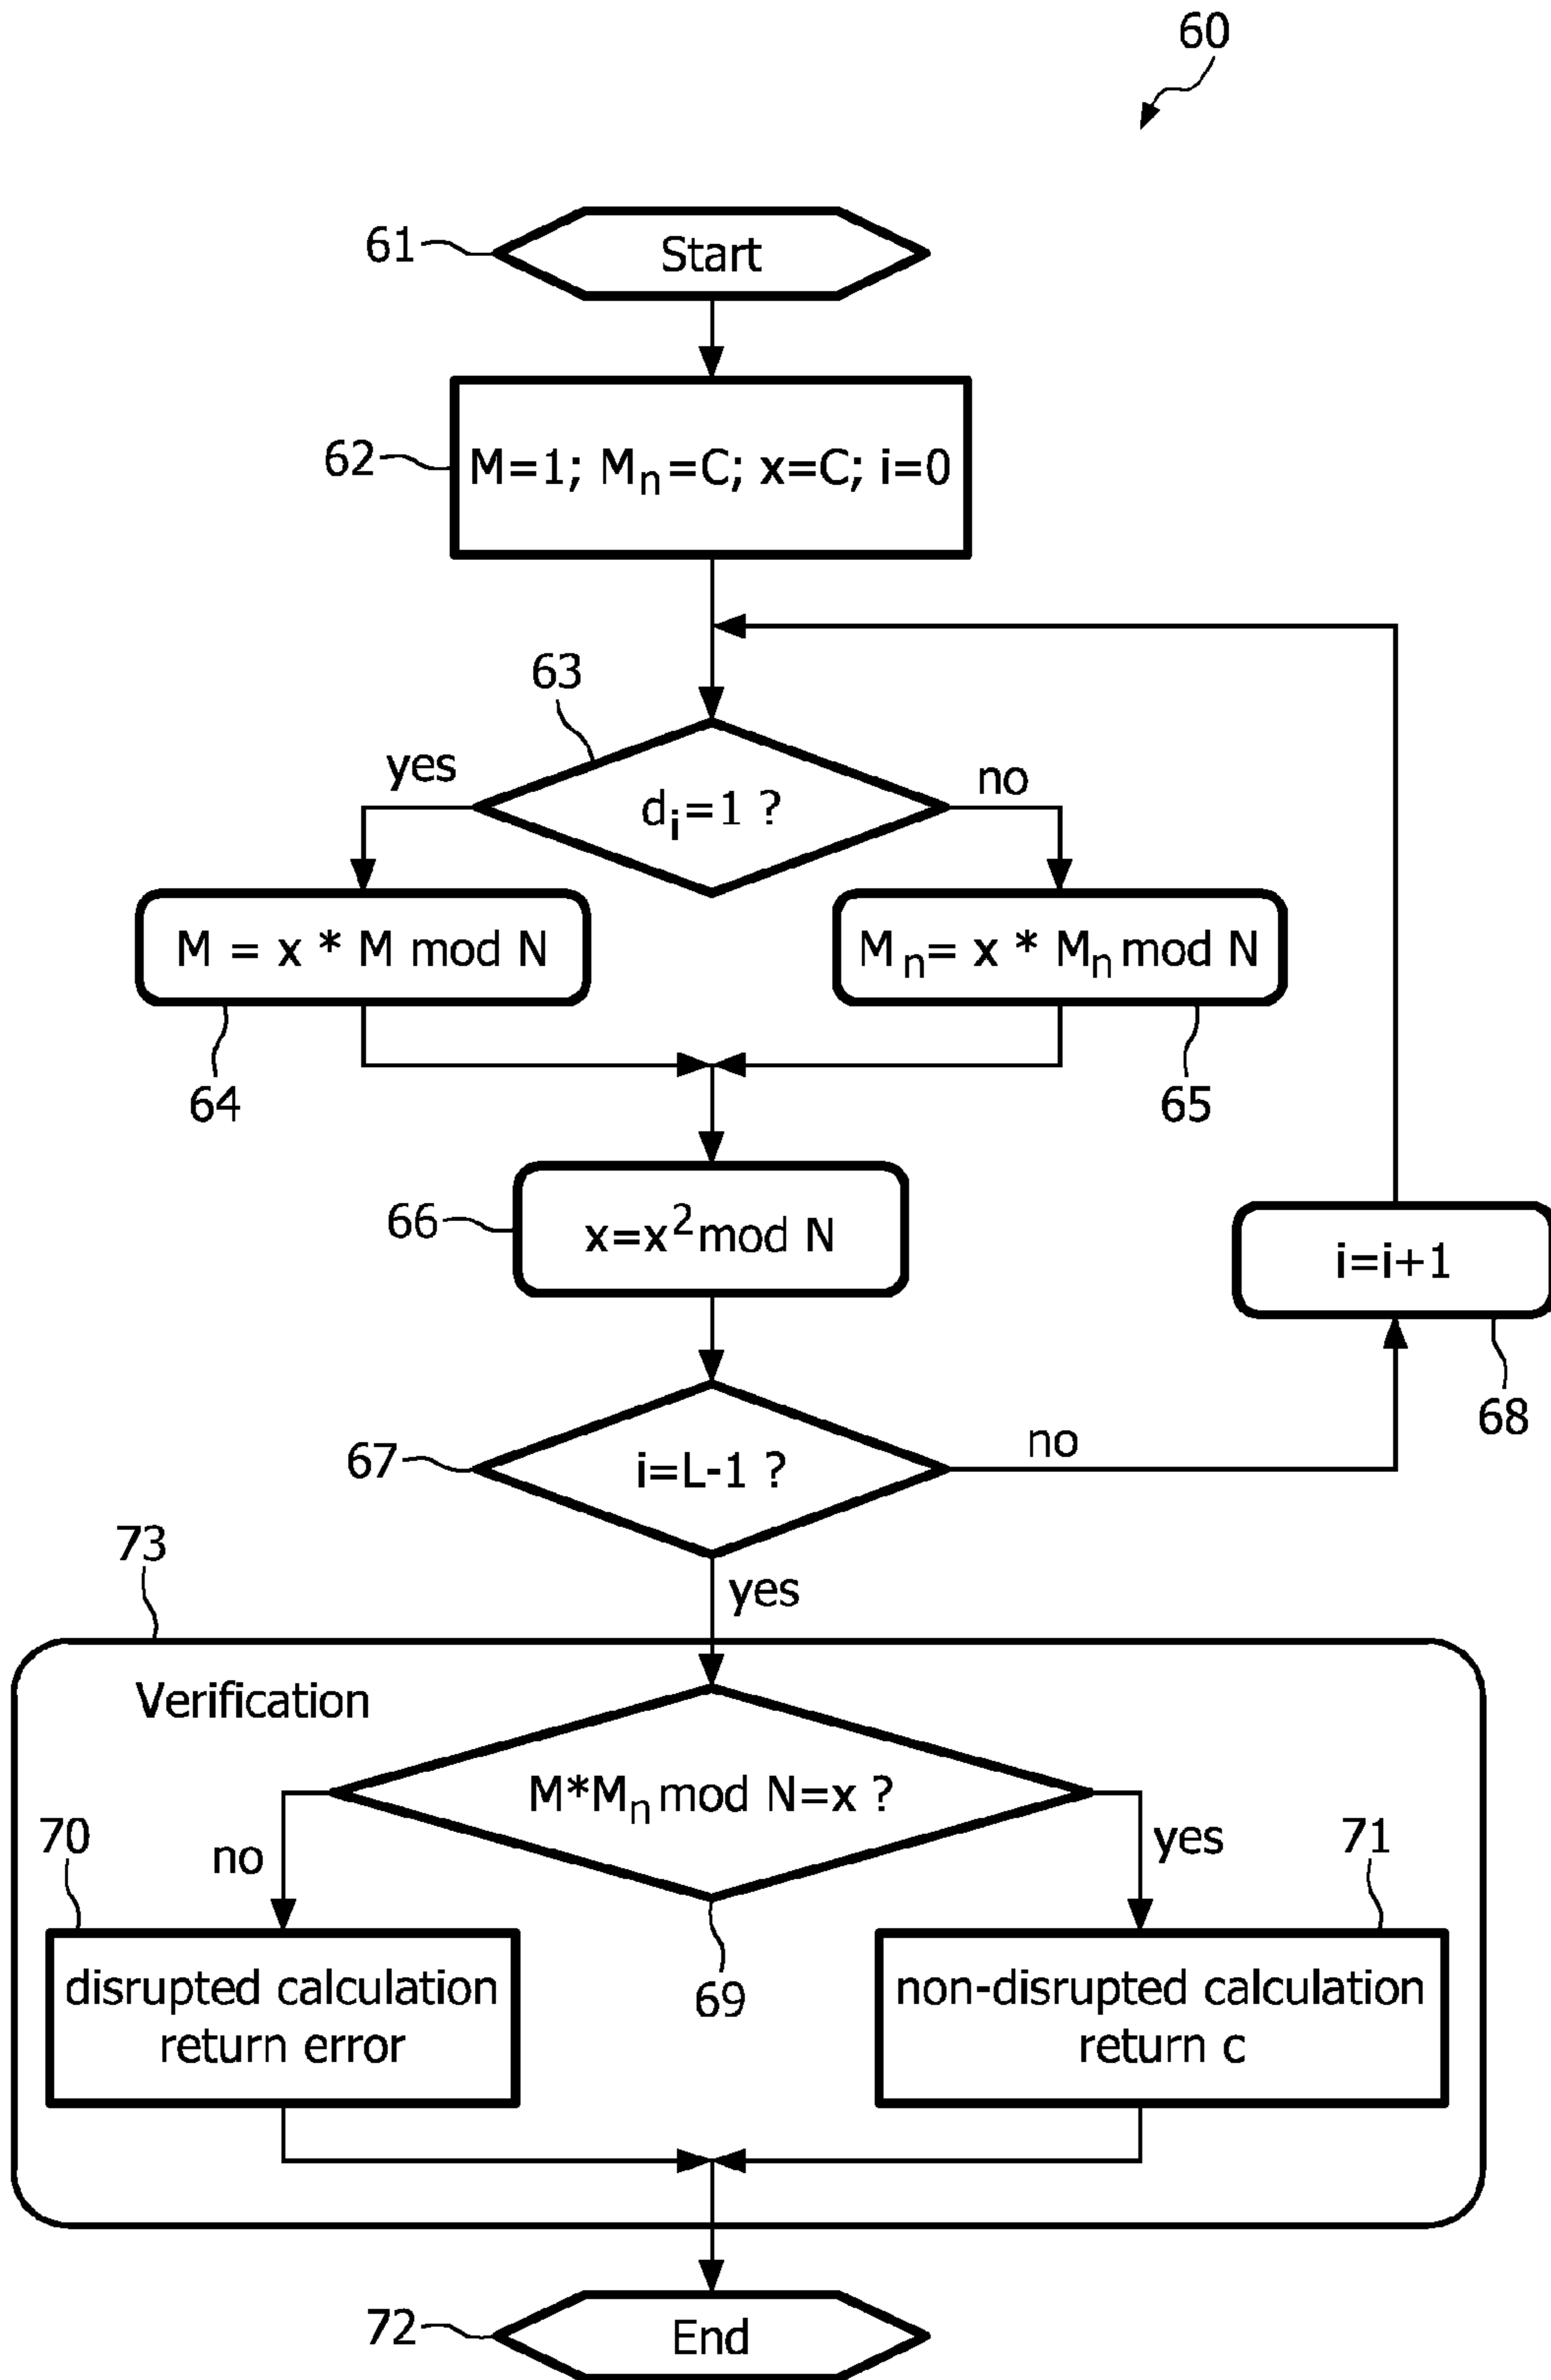 60
61
Start
62
M=1; Mn=C; x=C; i=0
63
yes
no
di=1 ?
M = x * M mod N
Mn= x * Mn mod N
64
65
66
x=x2 mod N
i=i+1
68
67
i=L-1 ?
no
73
yes
Verification
M*Mn mod N=x ?
70
no
yes
71
69
disrupted calculation
return error
non-disrupted calculation
return c
72
End